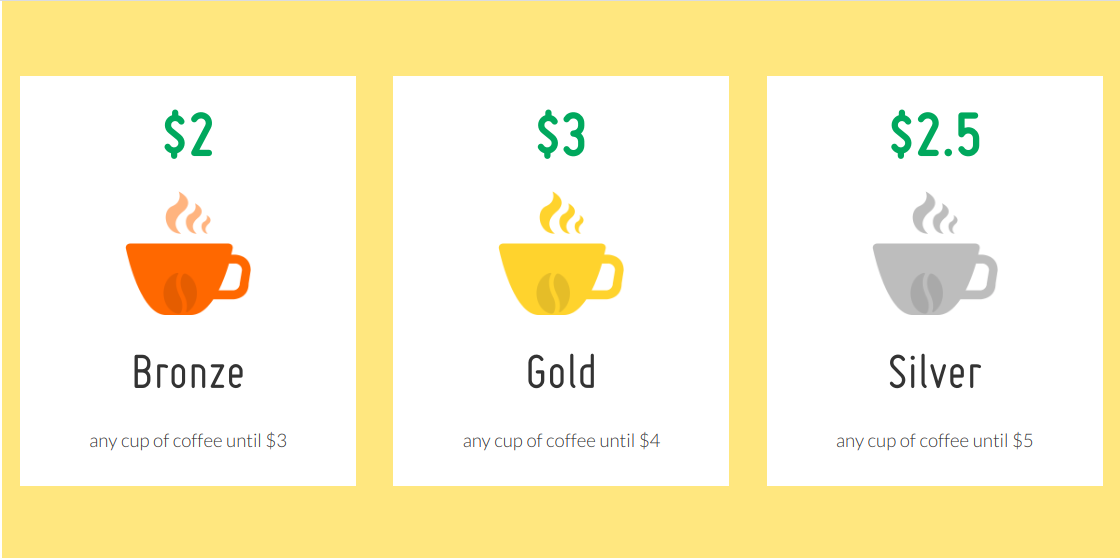 $2
Bronze
any cup of coffee until $3
$3
Gold
any cup of coffee until $4
$2.5
Silver
any cup of coffee until $5